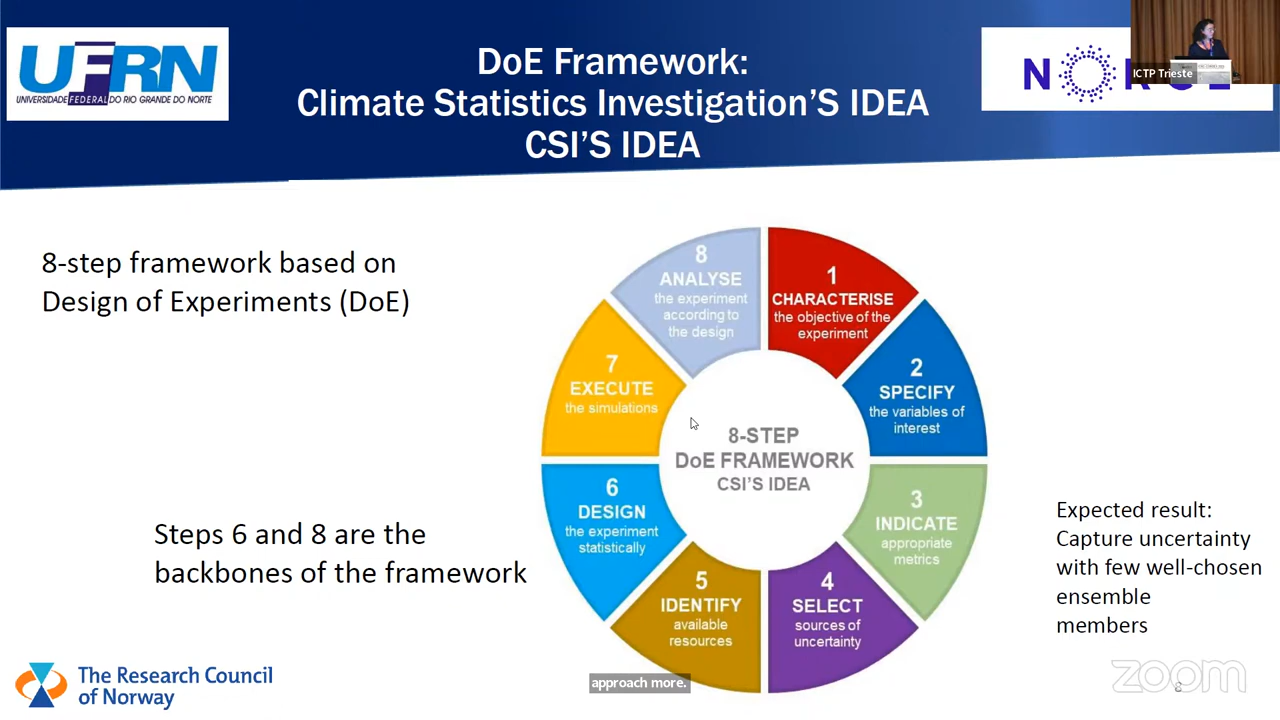 UFRN
UNIVERSIDADE FEDERAL DO RIO GRANDE DO NORTE
DoE Framework:
Climate Statistics Investigation’S IDEA
CSI’S IDEA
ICTP Trieste
8-step framework based on
Design of Experiments (DoE)
8
ANALYSE
the experiment
according to
the design
1
CHARACTERISE
the objective of the
experiment
7
EXECUTE
the simulations
2
SPECIFY
the variables of
interest
8-STEP
DoE FRAMEWORK
CSI’S IDEA
6
DESIGN
the experiment
statistically
3
INDICATE
appropriate
metrics
5
IDENTIFY
available
resources
4
SELECT
sources of
uncertainty
Steps 6 and 8 are the
backbones of the framework
Expected result:
Capture uncertainty
with few well-chosen
ensemble
members
The Research Council
of Norway
approach more.
zoom